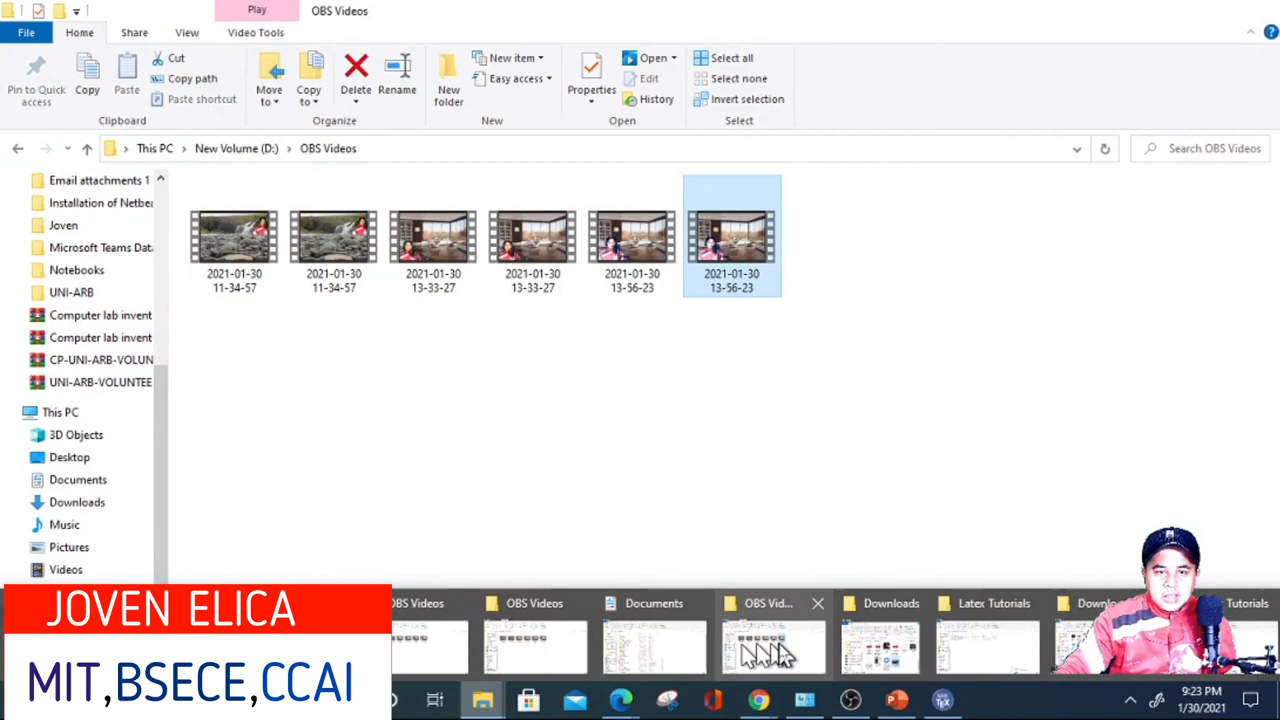 Play
OBS Videos
File
Home
Share
View
Video Tools
Pin to Quick access
Copy
Paste
Cut
Copy path
Paste shortcut
Clipboard
Move to
Copy to
Delete
Rename
Organize
New folder
New item
Easy access
New
Properties
Open
Edit
History
Open
Select all
Select none
Invert selection
Select
This PC
New Volume (D:)
OBS Videos
Search OBS Videos
Email attachments 1
Installation of Netbea
Joven
Microsoft Teams Data
Notebooks
UNI-ARB
Computer lab invent
Computer lab invent
CP-UNI-ARB-VOLUN
UNI-ARB-VOLUNTEE
This PC
3D Objects
Desktop
Documents
Downloads
Music
Pictures
Videos
2021-01-30
11-34-57
2021-01-30
11-34-57
2021-01-30
13-33-27
2021-01-30
13-33-27
2021-01-30
13-56-23
2021-01-30
13-56-23
OBS Videos
OBS Videos
Documents
OBS Vid...
Downloads
Latex Tutorials
Tutorials
JOVEN ELICA
MIT,BSECE,CCAI
9:23 PM
1/30/2021